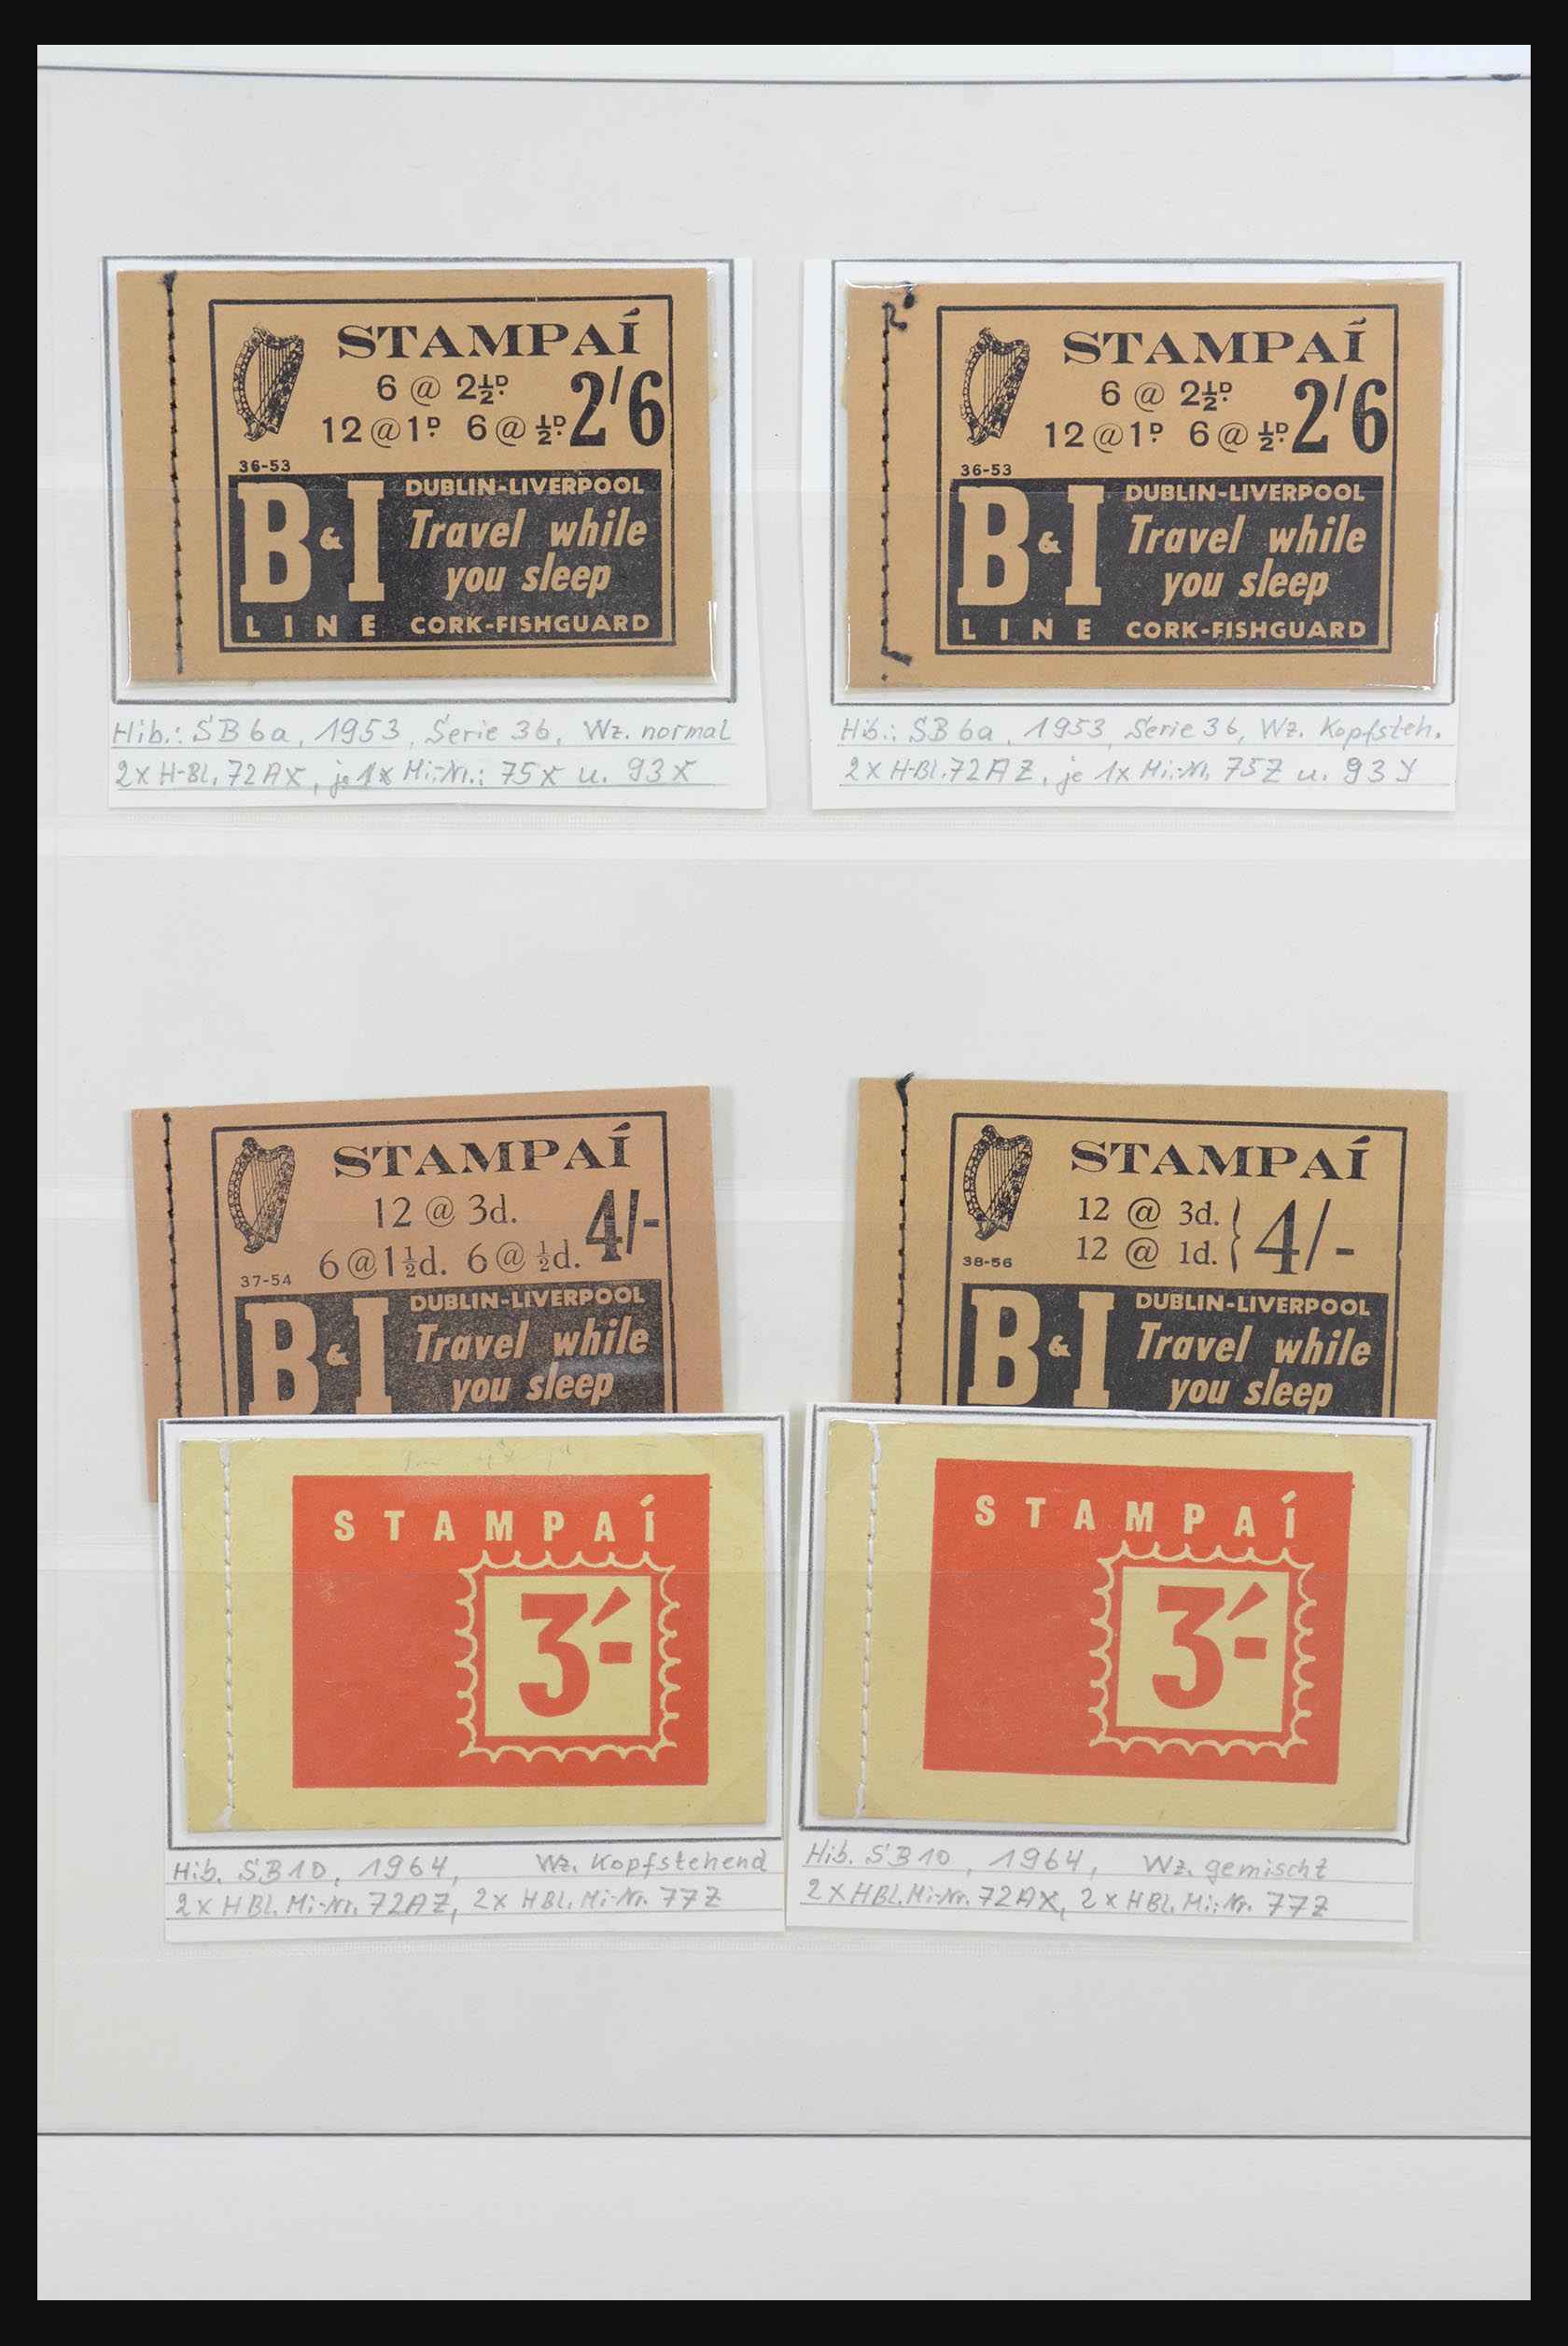 STAMPAÍ
6 @ 2½D.
12@1D. 6@½D. 2/6
36-53
B&I DUBLIN-LIVERPOOL
Travel while
you sleep
LINE CORK-FISHGUARD
Hib.: SB6a, 1953, Serie 36, Wz. normal
2x H-Bl. 72AX, je 1x Mi.-Nr.: 75X u. 93X
STAMPAÍ
6 @ 2½D.
12@1D. 6@½D. 2/6
36-53
B&I DUBLIN-LIVERPOOL
Travel while
you sleep
LINE CORK-FISHGUARD
Hib.: SB6a, 1953, Serie 36, Wz. Kopfsteh.
2x H-Bl. 72AZ, je 1x Mi.-Nr. 75Z u. 93Y
STAMPAÍ
12 @ 3d. 4/-
6@1½d. 6@½d.
37-54
B&I DUBLIN-LIVERPOOL
Travel while
you sleep
STAMPAÍ
12 @ 3d. } 4/-
12 @ 1d.
38-56
B&I DUBLIN-LIVERPOOL
Travel while
you sleep
STAMPAÍ
3/-
Hib. SB10, 1964, Wz. Kopfstehend
2x HBl. Mi-Nr. 72AZ, 2x HBl. Mi-Nr. 77Z
STAMPAÍ
3/-
Hib. SB10, 1964, Wz. gemischt
2x HBl. Mi-Nr. 72AX, 2x HBl. Mi.-Nr. 77Z